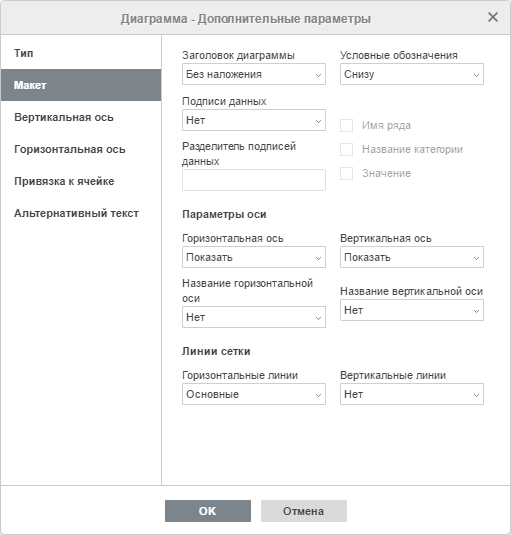 Диаграмма - Дополнительные параметры
Тип
Макет
Вертикальная ось
Горизонтальная ось
Привязка к ячейке
Альтернативный текст
Заголовок диаграммы
Без наложения
Условные обозначения
Снизу
Подписи данных
Нет
Разделитель подписей
данных
Имя ряда
Название категории
Значение
Параметры оси
Горизонтальная ось
Показать
Вертикальная ось
Показать
Название горизонтальной
оси
Нет
Название вертикальной оси
Нет
Линии сетки
Горизонтальные линии
Основные
Вертикальные линии
Нет
OK
Отмена